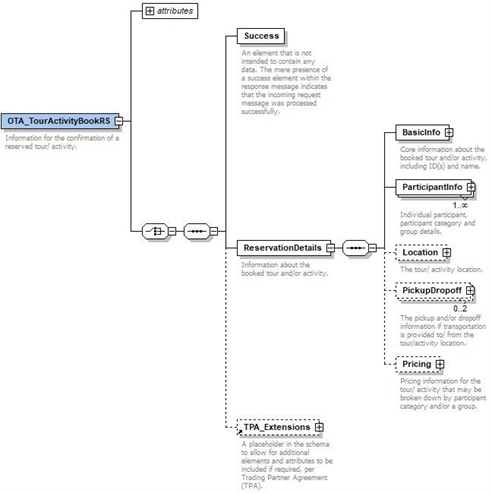 attributes
Success
An element that is not
intended to contain any
data. The mere presence of
a success element within the
response message indicates
that the incoming request
message was processed
successfully.
OTA_TourActivityBookRS
Information for the confirmation of a
reserved tour/ activity.
BasicInfo
Core information about the
booked tour and/or activity,
including ID(s) and name.
ParticipantInfo
1..∞
Individual participant,
participant category and
group details.
ReservationDetails
Information about the
booked tour and/or activity.
Location
The tour/ activity location.
PickupDropoff
0..2
The pickup and/or dropoff
information if transportation
is provided to/ from the
tour/activity location.
Pricing
Pricing information for the
tour/ activity that may be
broken down by participant
category and/or a group.
TPA_Extensions
A placeholder in the schema
to allow for additional
elements and attributes to be
included if required, per
Trading Partner Agreement
(TPA).